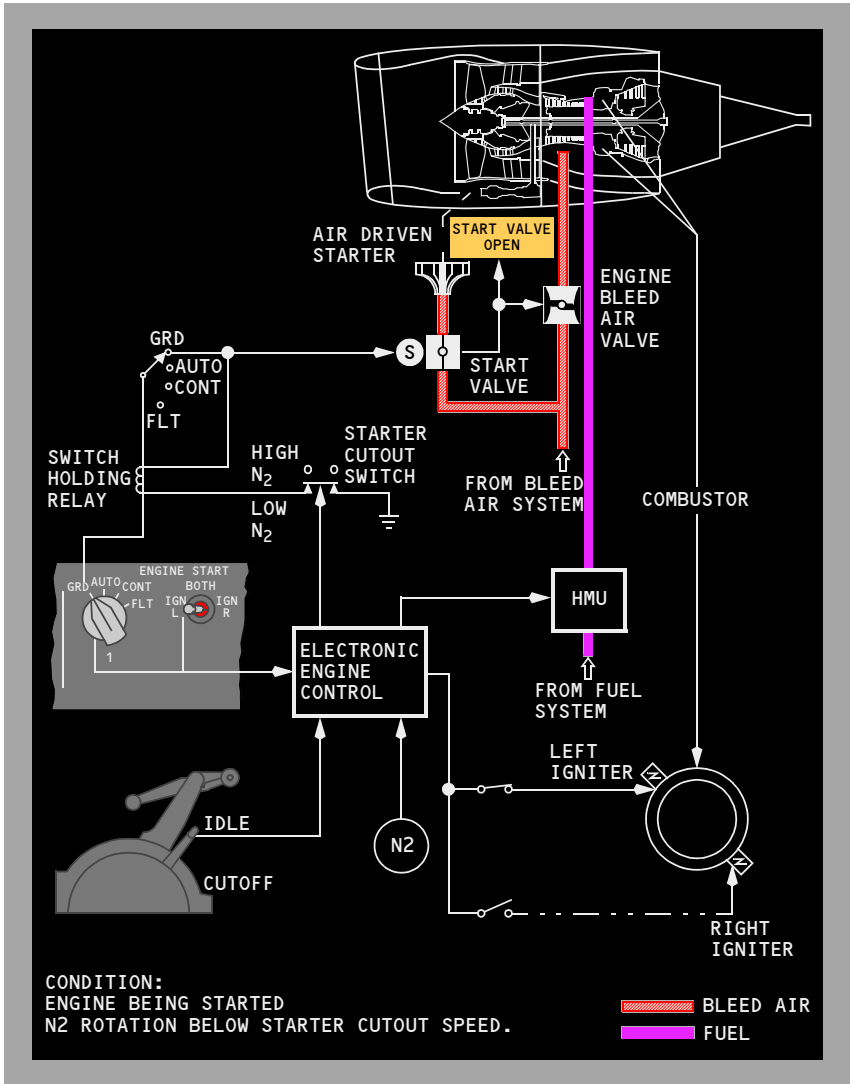 START VALVE
OPEN
AIR DRIVEN
STARTER
ENGINE
BLEED
AIR
VALVE
GRD
AUTO
CONT
FLT
S
START
VALVE
SWITCH
HOLDING
RELAY
HIGH
N2
LOW
N2
STARTER
CUTOUT
SWITCH
FROM BLEED
AIR SYSTEM
COMBUSTOR
ENGINE START
BOTH
GRD
AUTO
CONT
FLT
IGN
L
IGN
R
1
HMU
ELECTRONIC
ENGINE
CONTROL
FROM FUEL
SYSTEM
LEFT
IGNITER
IDLE
CUTOFF
N2
RIGHT
IGNITER
CONDITION:
ENGINE BEING STARTED
N2 ROTATION BELOW STARTER CUTOUT SPEED.
BLEED AIR
FUEL